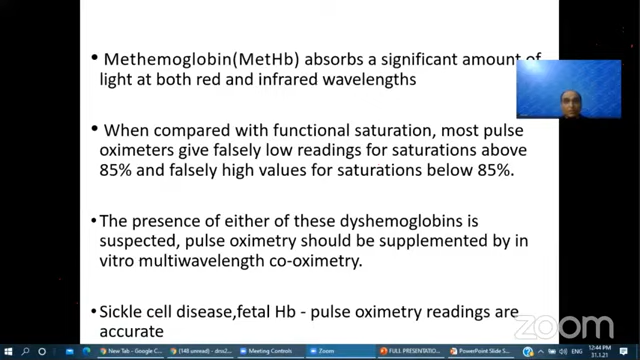 • Methemoglobin(MetHb) absorbs a significant amount of
light at both red and infrared wavelengths
• When compared with functional saturation, most pulse
oximeters give falsely low readings for saturations above
85% and falsely high values for saturations below 85%.
•The presence of either of these dyshemoglobins is
suspected, pulse oximetry should be supplemented by in
vitro multiwavelength co-oximetry.
•Sickle cell disease,fetal Hb - pulse oximetry readings are
accurate
zoom
New Tab - Google C...
Meeting Controls
Zoom
FULL PRESENTATIO...
PowerPoint Slide S...
12:44 PM
31.1.21